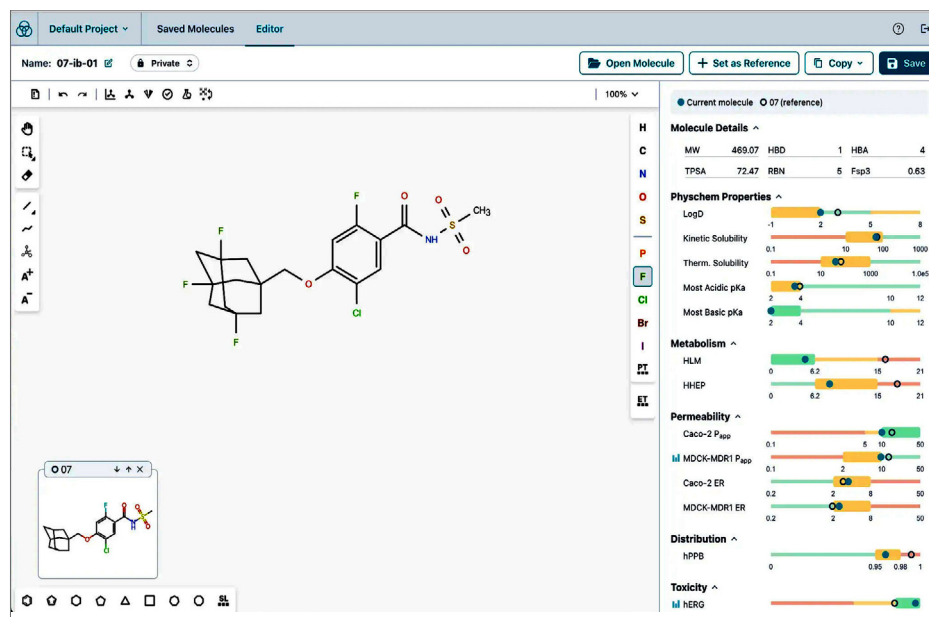 Default Project Saved Molecules Editor
Name: 07-ib-01 Private Open Molecule Set as Reference Copy Save
100%
Current molecule 07 (reference)
Molecule Details
MW 469.07 HBD 1 HBA 4
TPSA 72.47 RBN 5 Fsp3 0.63
Physchem Properties
LogD
-1 2 5 8
Kinetic Solubility
0.1 10 100 1000
Therm. Solubility
0.1 10 1000 1.0e5
Most Acidic pKa
2 4 10 12
Most Basic pKa
2 4 10 12
Metabolism
HLM
0 6.2 15 21
HHEP
0 6.2 15 21
Permeability
Caco-2 Papp
0.1 5 10 50
MDCK-MDR1 Papp
0.1 2 10 50
Caco-2 ER
0.2 2 8 50
MDCK-MDR1 ER
0.2 2 8 50
Distribution
hPPB
0 0.95 0.98 1
Toxicity
hERG
H
C
N
O
S
P
F
Cl
Br
I
PT
ET
A+
A-
F
O
O
CH3
S
NH
O
F
F
O
Cl
F
07
F
O
O
S
N
H
O
O
Cl
SL